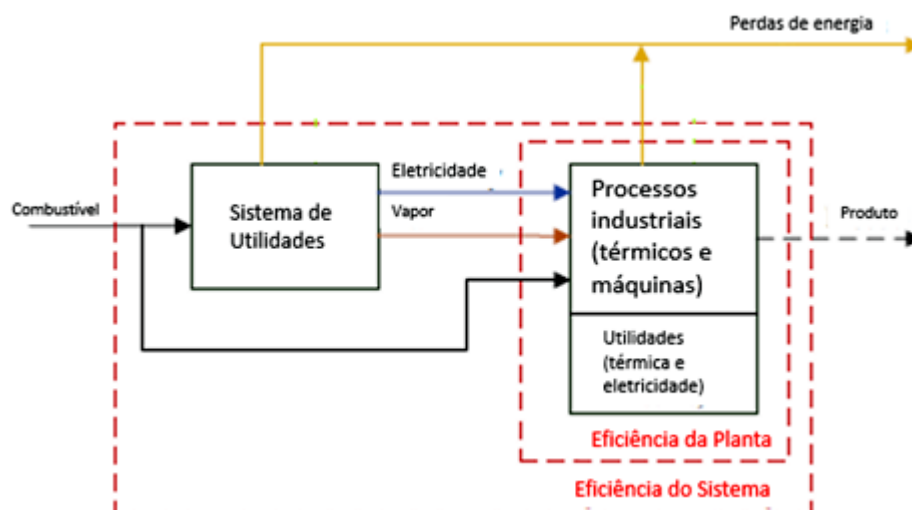 Perdas de energia
Eletricidade
Combustível
Sistema de
Utilidades
Vapor
Processos
industriais
(térmicos e
máquinas)
Produto
Utilidades
(térmica e
eletricidade)
Eficiência da Planta
Eficiência do Sistema